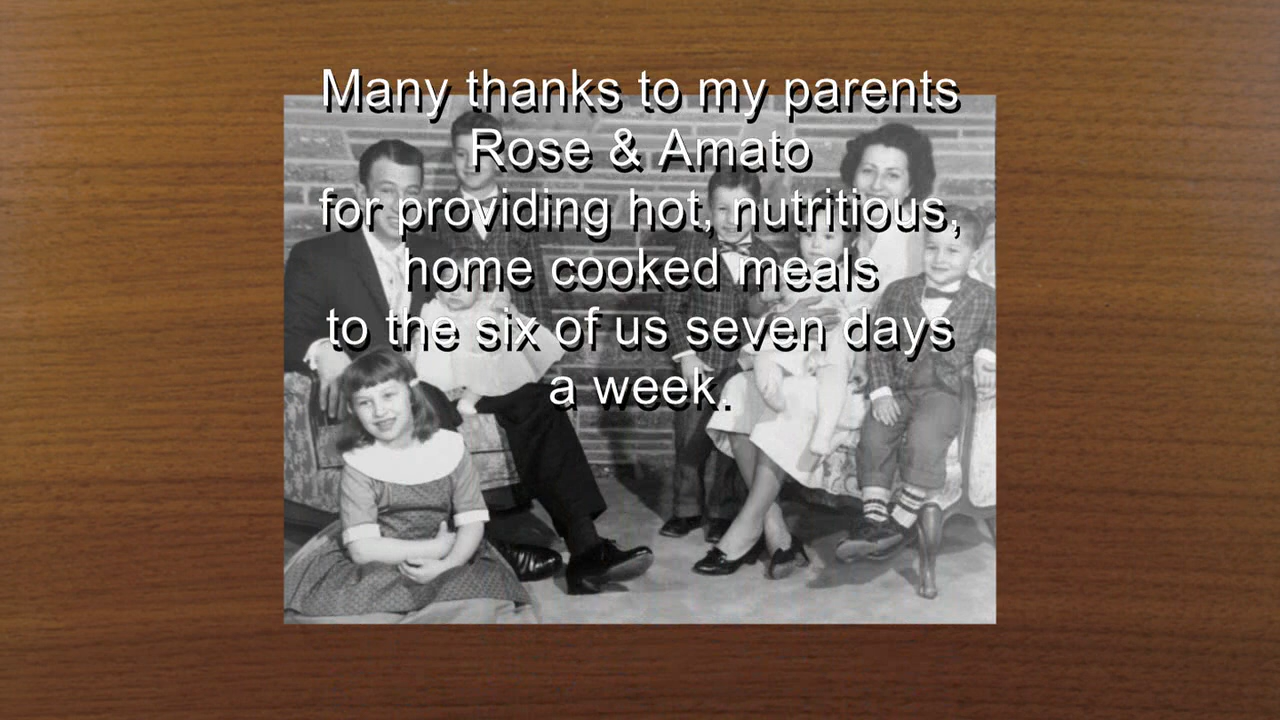 Many thanks to my parents
Rose & Amato
for providing hot, nutritious,
home cooked meals
to the six of us seven days
a week.